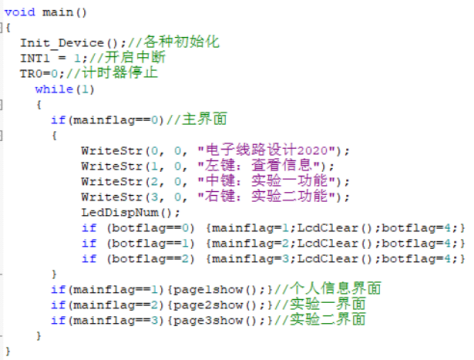 void main()
{
Init_Device();//各种初始化
INT1 = 1;//开启中断
TR0=0;//计时器停止
while(1)
{
if(mainflag==0)//主界面
{
WriteStr(0, 0, "电子线路设计2020");
WriteStr(1, 0, "左键：查看信息");
WriteStr(2, 0, "中键：实验一功能");
WriteStr(3, 0, "右键：实验二功能");
LedDispNum();
if (botflag==0) {mainflag=1;LcdClear();botflag=4;}
if (botflag==1) {mainflag=2;LcdClear();botflag=4;}
if (botflag==2) {mainflag=3;LcdClear();botflag=4;}
}
if(mainflag==1){page1show();}//个人信息界面
if(mainflag==2){page2show();}//实验一界面
if(mainflag==3){page3show();}//实验二界面
}
}